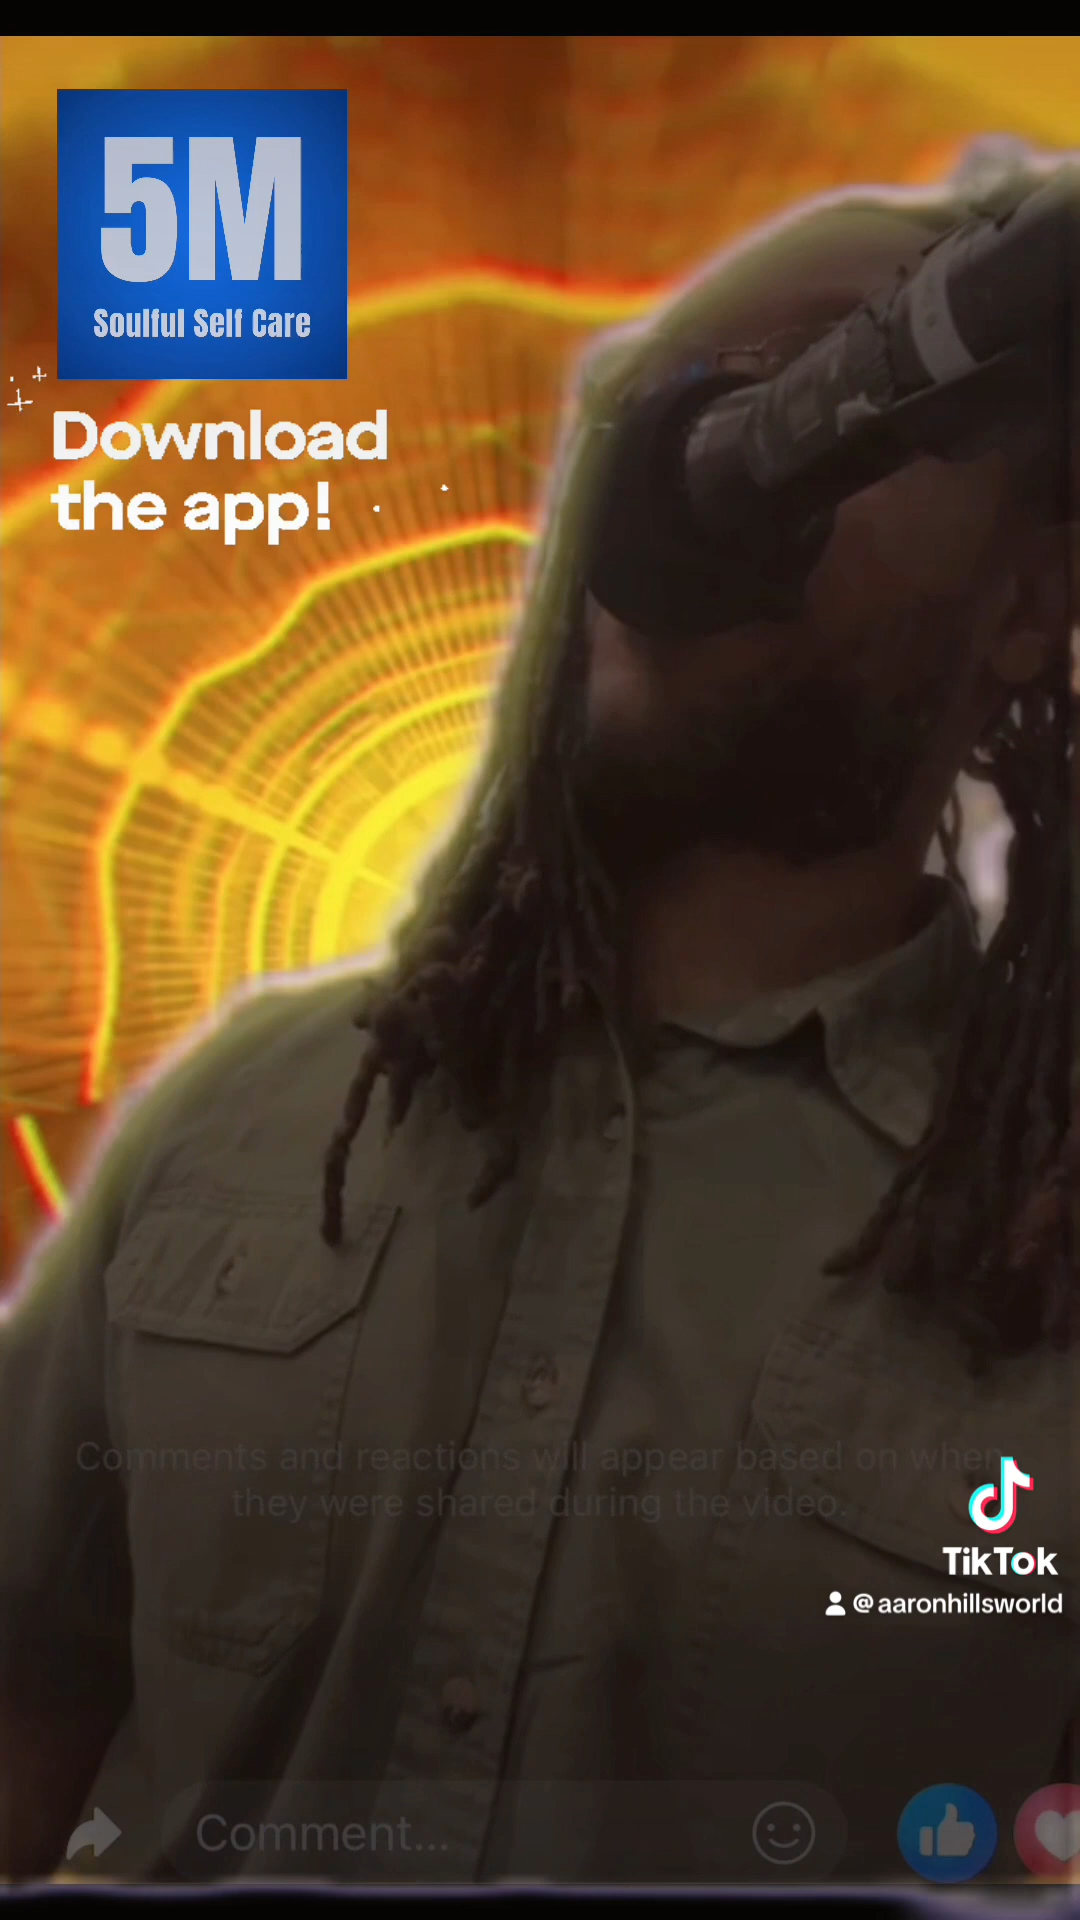 5M
Soulful Self Care
Download
the app!
Comments and reactions will appear based on when
they were shared during the video.
TikTok
@aaronhillsworld
Comment...